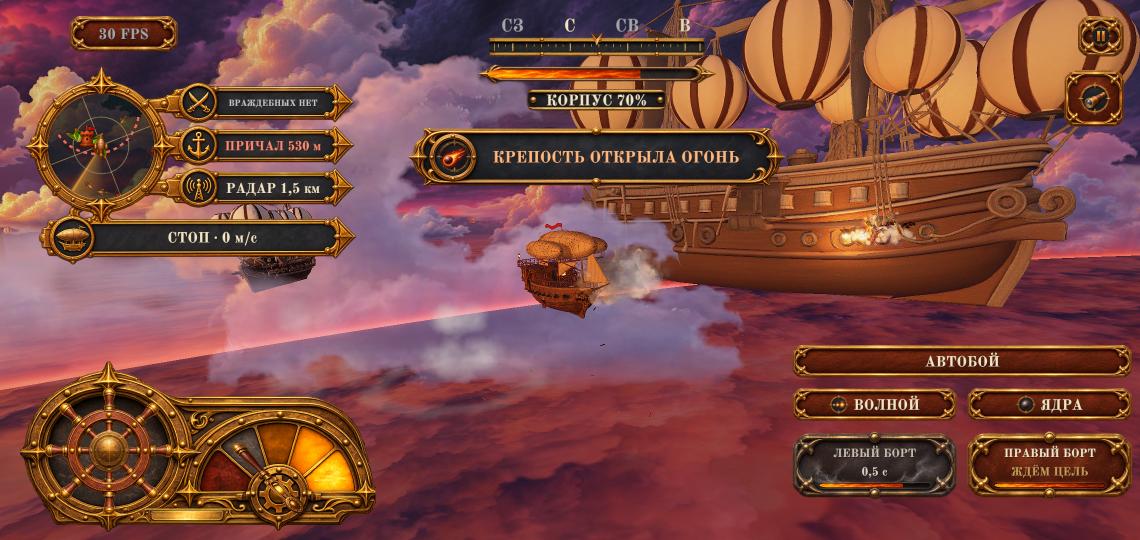 30 FPS
СЗ С СВ В
КОРПУС 70%
ВРАЖДЕБНЫХ НЕТ
ПРИЧАЛ 530 м
РАДАР 1,5 км
СТОП · 0 м/с
КРЕПОСТЬ ОТКРЫЛА ОГОНЬ
АВТОБОЙ
ВОЛНОЙ
ЯДРА
ЛЕВЫЙ БОРТ
0,5 с
ПРАВЫЙ БОРТ
ЖДЁМ ЦЕЛЬ